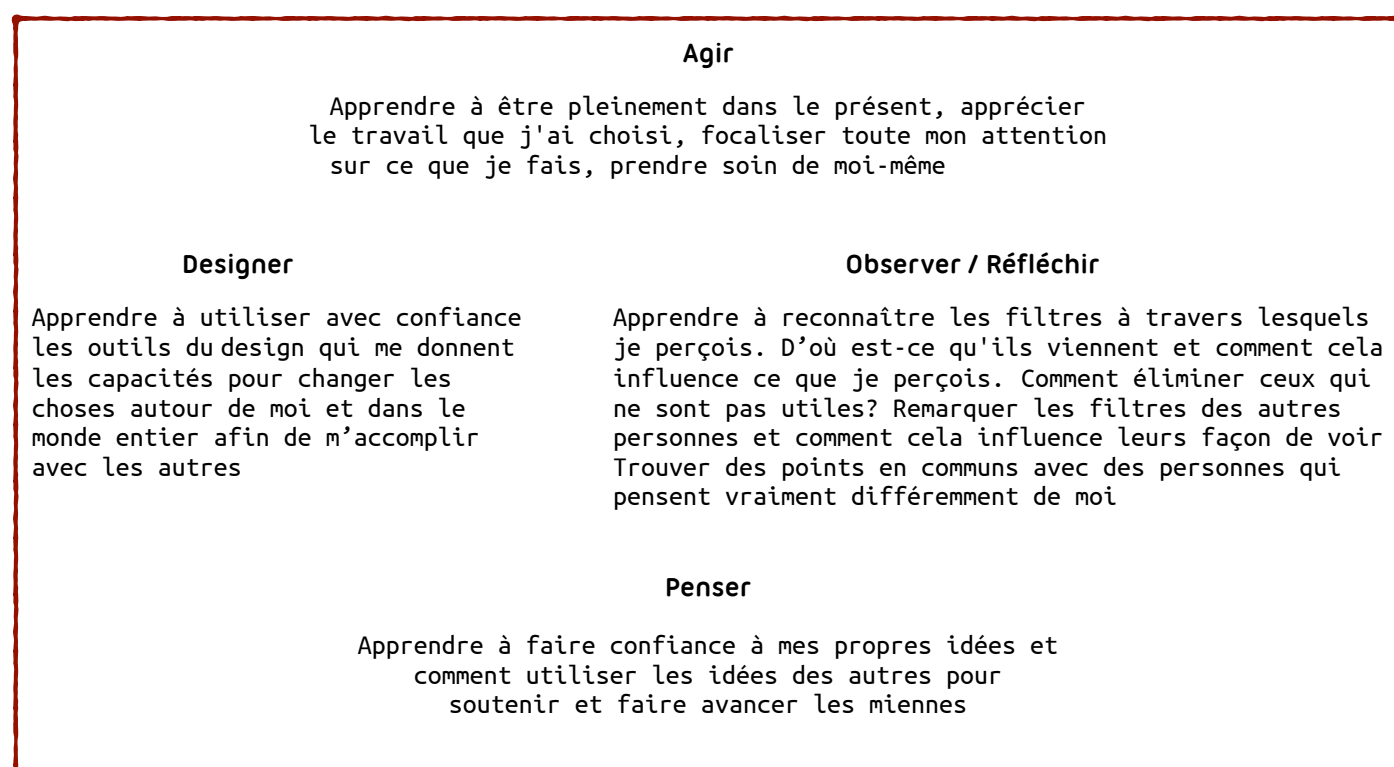 Agir
Apprendre à être pleinement dans le présent, apprécier
le travail que j'ai choisi, focaliser toute mon attention
sur ce que je fais, prendre soin de moi-même
Designer
Apprendre à utiliser avec confiance
les outils du design qui me donnent
les capacités pour changer les
choses autour de moi et dans le
monde entier afin de m’accomplir
avec les autres
Observer / Réfléchir
Apprendre à reconnaître les filtres à travers lesquels
je perçois. D’où est-ce qu'ils viennent et comment cela
influence ce que je perçois. Comment éliminer ceux qui
ne sont pas utiles? Remarquer les filtres des autres
personnes et comment cela influence leurs façon de voir
Trouver des points en communs avec des personnes qui
pensent vraiment différemment de moi
Penser
Apprendre à faire confiance à mes propres idées et
comment utiliser les idées des autres pour
soutenir et faire avancer les miennes